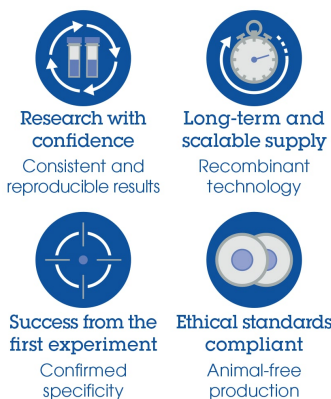 Research with
confidence
Consistent and
reproducible results
Long-term and
scalable supply
Recombinant
technology
Success from the
first experiment
Confirmed
specificity
Ethical standards
compliant
Animal-free
production